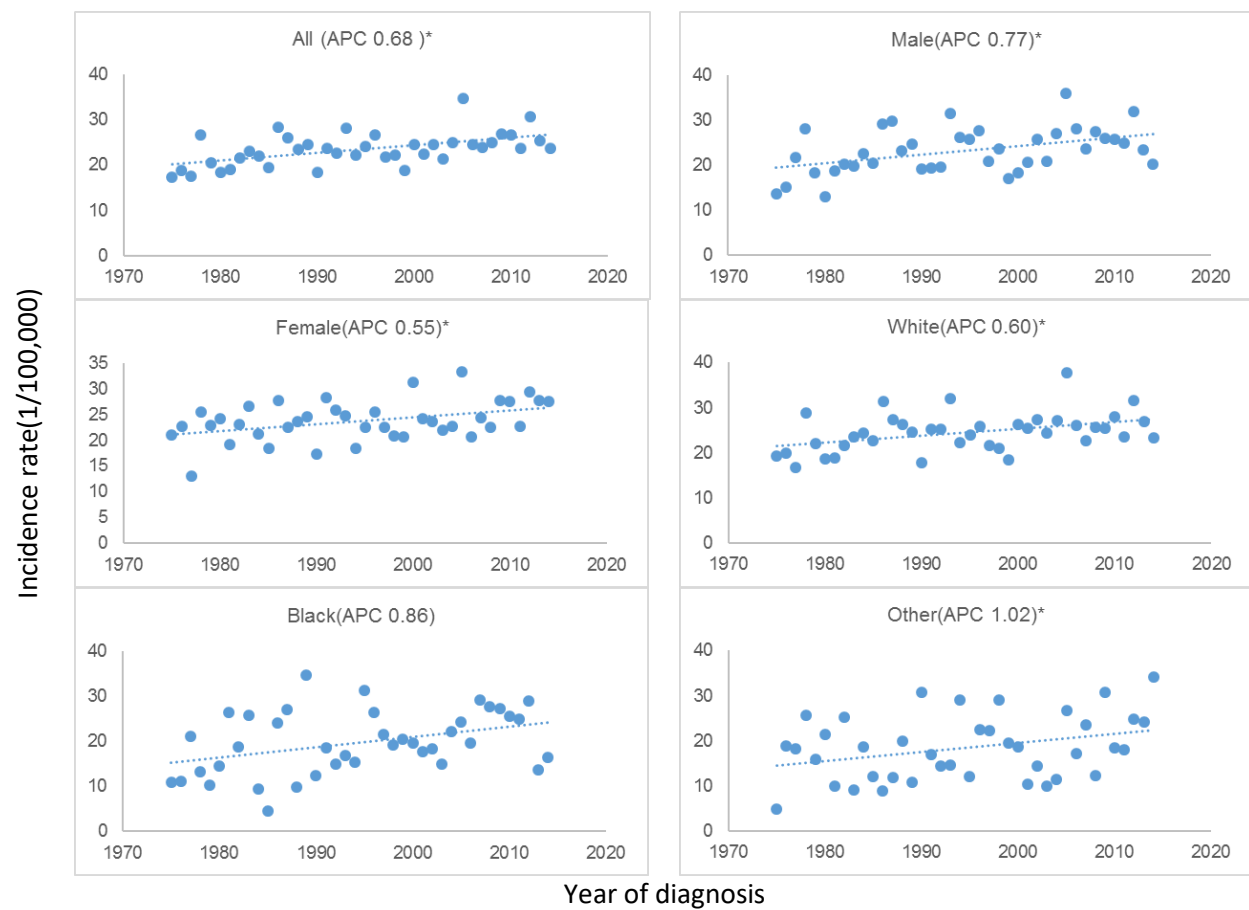 Incidence rate(1/100,000)
All (APC 0.68 )*
40
30
20
10
0
1970 1980 1990 2000 2010 2020
Male(APC 0.77)*
40
30
20
10
0
1970 1980 1990 2000 2010 2020
Female(APC 0.55)*
35
30
25
20
15
10
5
0
1970 1980 1990 2000 2010 2020
White(APC 0.60)*
40
30
20
10
0
1970 1980 1990 2000 2010 2020
Black(APC 0.86)
40
30
20
10
0
1970 1980 1990 2000 2010 2020
Other(APC 1.02)*
40
30
20
10
0
1970 1980 1990 2000 2010 2020
Year of diagnosis